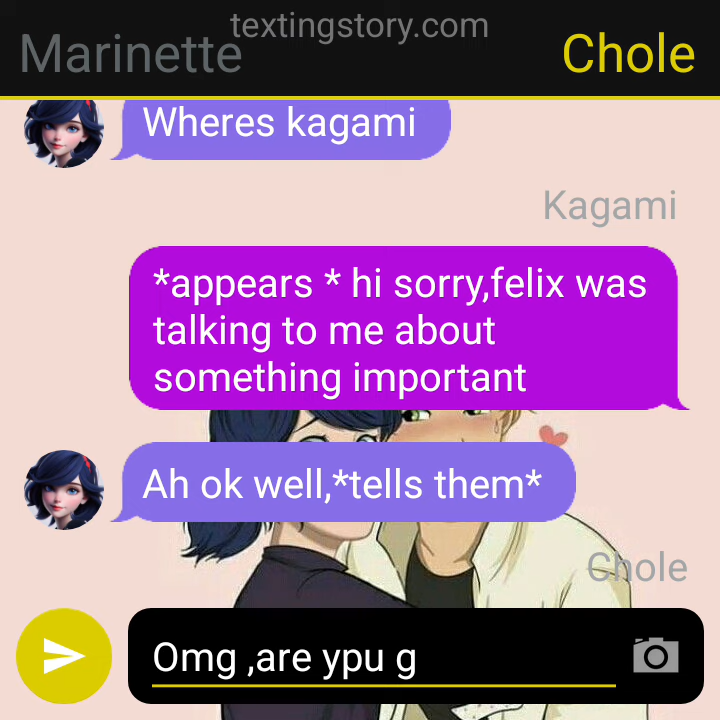 textingstory.com
Marinette
Chole
Wheres kagami
Kagami
*appears * hi sorry,felix was
talking to me about
something important
Ah ok well,*tells them*
Chole
Omg ,are ypu g